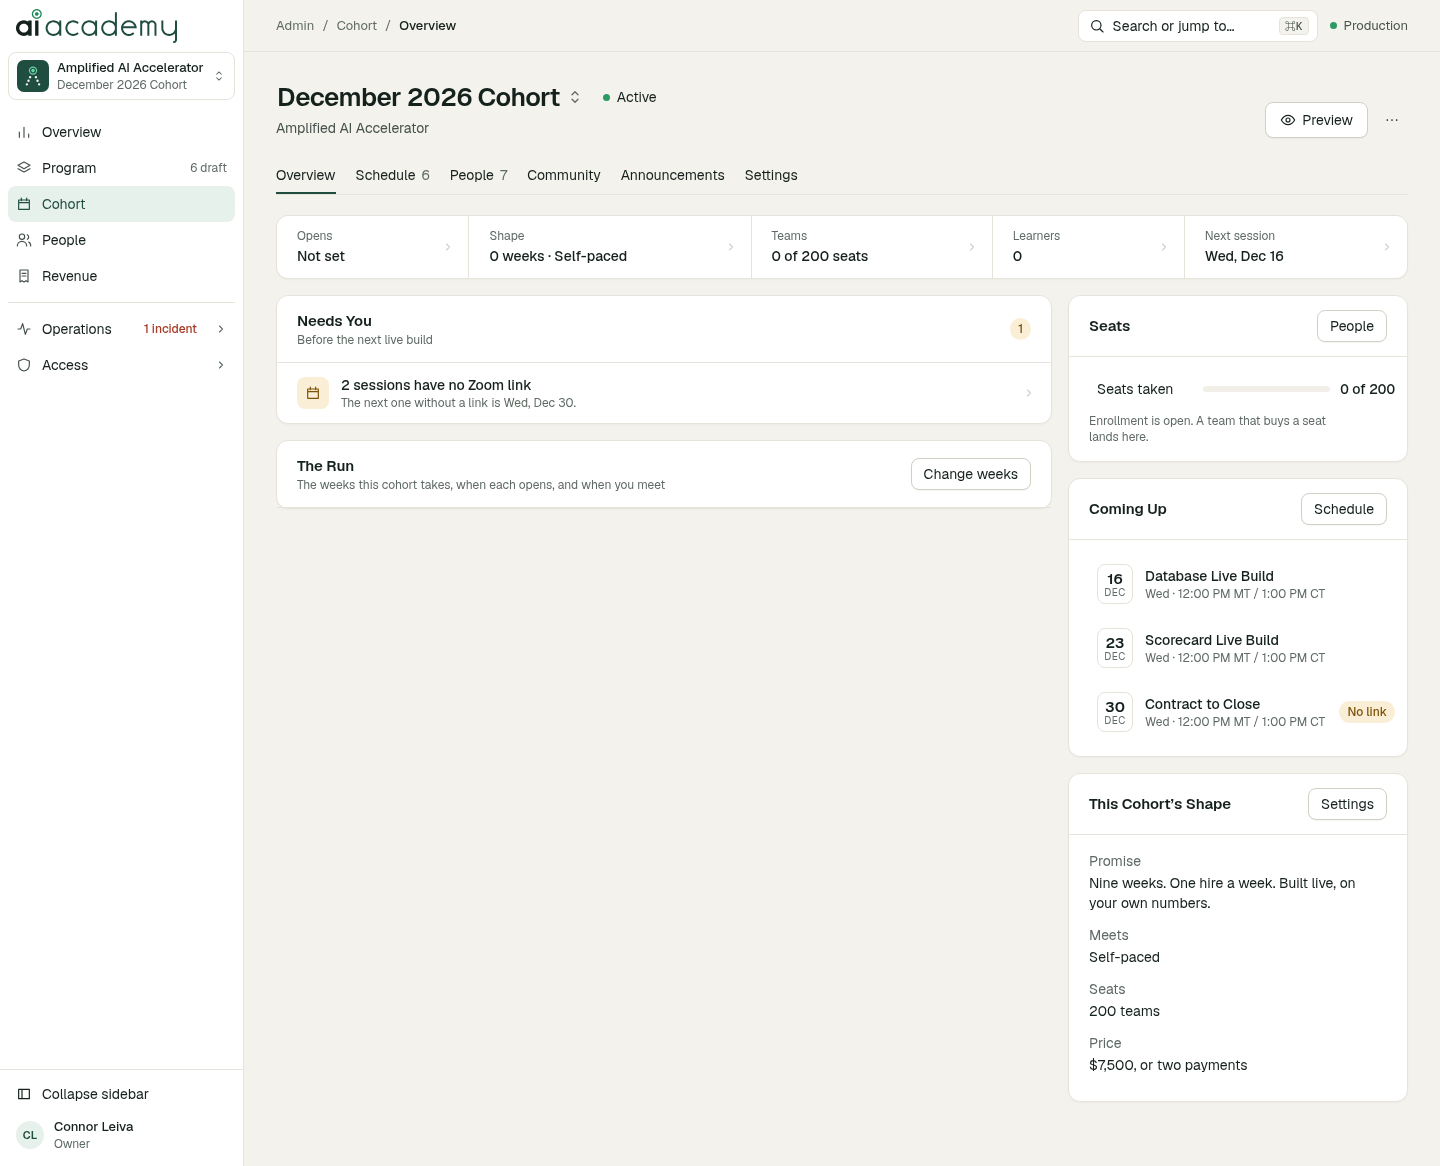 ai academy
Amplified AI Accelerator
December 2026 Cohort
Overview
Program 6 draft
Cohort
People
Revenue
Operations 1 incident
Access
Collapse sidebar
CL
Connor Leiva
Owner
Admin / Cohort / Overview
Search or jump to… ⌘K
Production
December 2026 Cohort
Active
Amplified AI Accelerator
Preview
Overview Schedule 6 People 7 Community Announcements Settings
Opens
Not set
Shape
0 weeks · Self-paced
Teams
0 of 200 seats
Learners
0
Next session
Wed, Dec 16
Needs You
Before the next live build
1
2 sessions have no Zoom link
The next one without a link is Wed, Dec 30.
The Run
The weeks this cohort takes, when each opens, and when you meet
Change weeks
Seats
People
Seats taken 0 of 200
Enrollment is open. A team that buys a seat
lands here.
Coming Up
Schedule
16 DEC
Database Live Build
Wed · 12:00 PM MT / 1:00 PM CT
23 DEC
Scorecard Live Build
Wed · 12:00 PM MT / 1:00 PM CT
30 DEC
Contract to Close
Wed · 12:00 PM MT / 1:00 PM CT
No link
This Cohort’s Shape
Settings
Promise
Nine weeks. One hire a week. Built live, on
your own numbers.
Meets
Self-paced
Seats
200 teams
Price
$7,500, or two payments